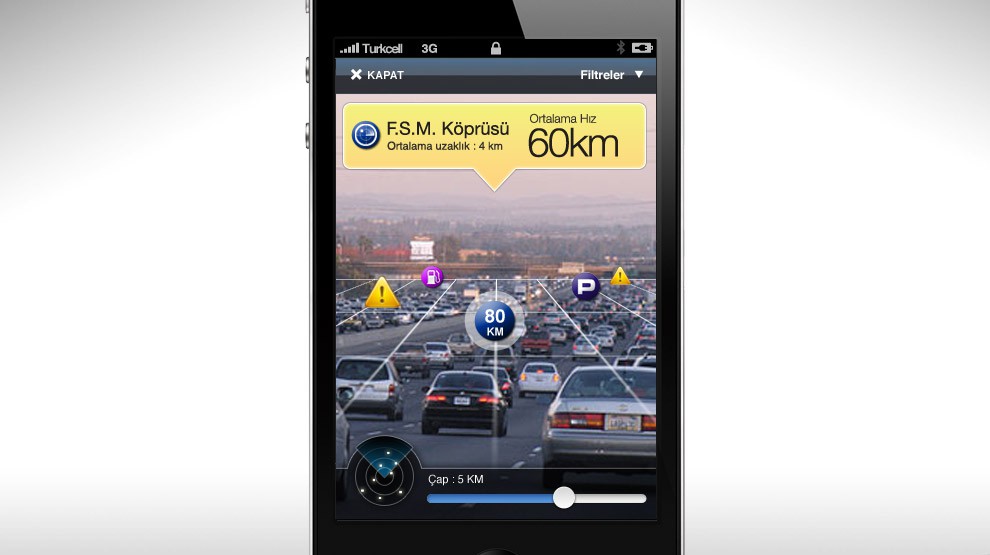 Turkcell 3G
KAPAT
Filtreler
F.S.M. Köprüsü
Ortalama uzaklık : 4 km
Ortalama Hız
60km
P
80
KM
Çap : 5 KM